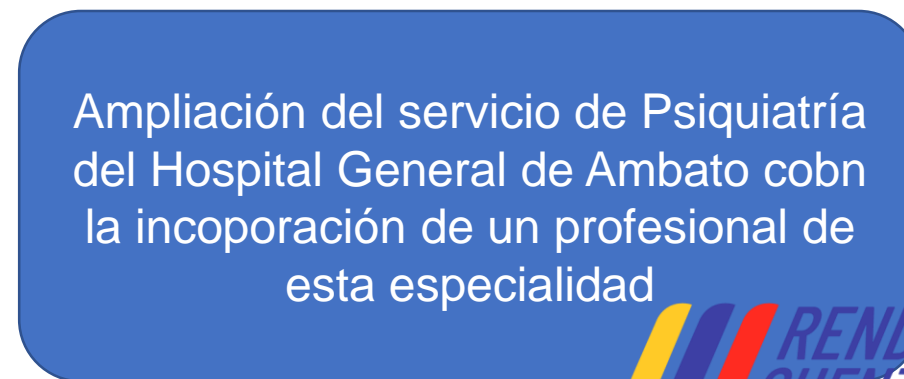 Ampliación del servicio de Psiquiatría
del Hospital General de Ambato cobn
la incoporación de un profesional de
esta especialidad